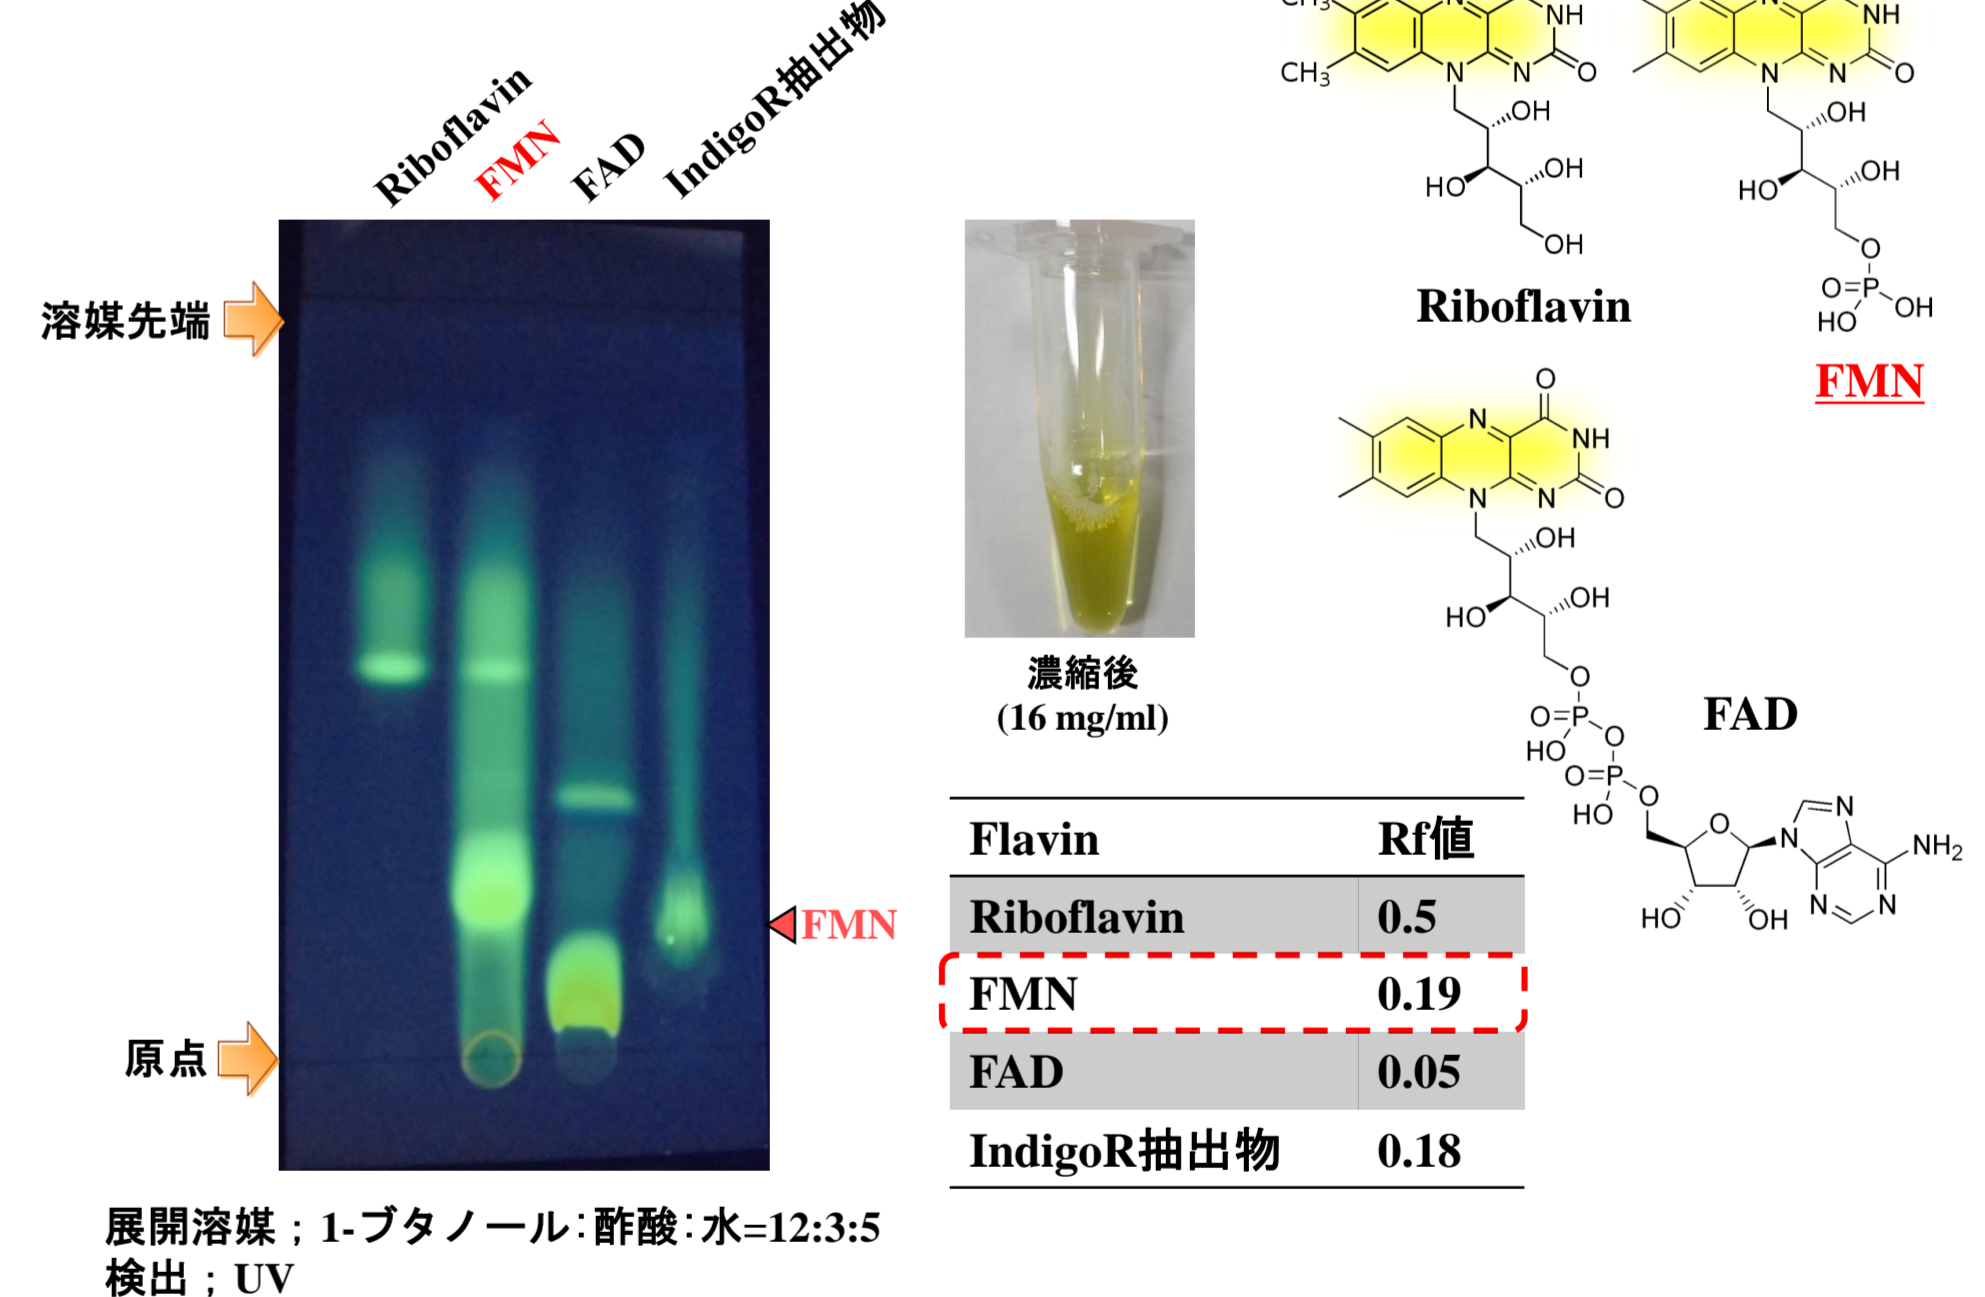 Riboflavin
FMN
FAD
IndigoR抽出物
溶媒先端
原点
FMN
展開溶媒；1-ブタノール:酢酸:水=12:3:5
検出；UV
濃縮後
(16 mg/ml)
Flavin Rf値
Riboflavin 0.5
FMN 0.19
FAD 0.05
IndigoR抽出物 0.18
CH₃
N
NH
CH₃
N
N
O
OH
HO
OH
OH
Riboflavin
N
NH
N
N
O
OH
HO
OH
O
O=P
OH
HO
FMN
O
N
NH
N
N
O
OH
HO
OH
O
O=P
HO
O
O=P
HO
O
O
N
N
N
N
NH₂
HO
OH
FAD